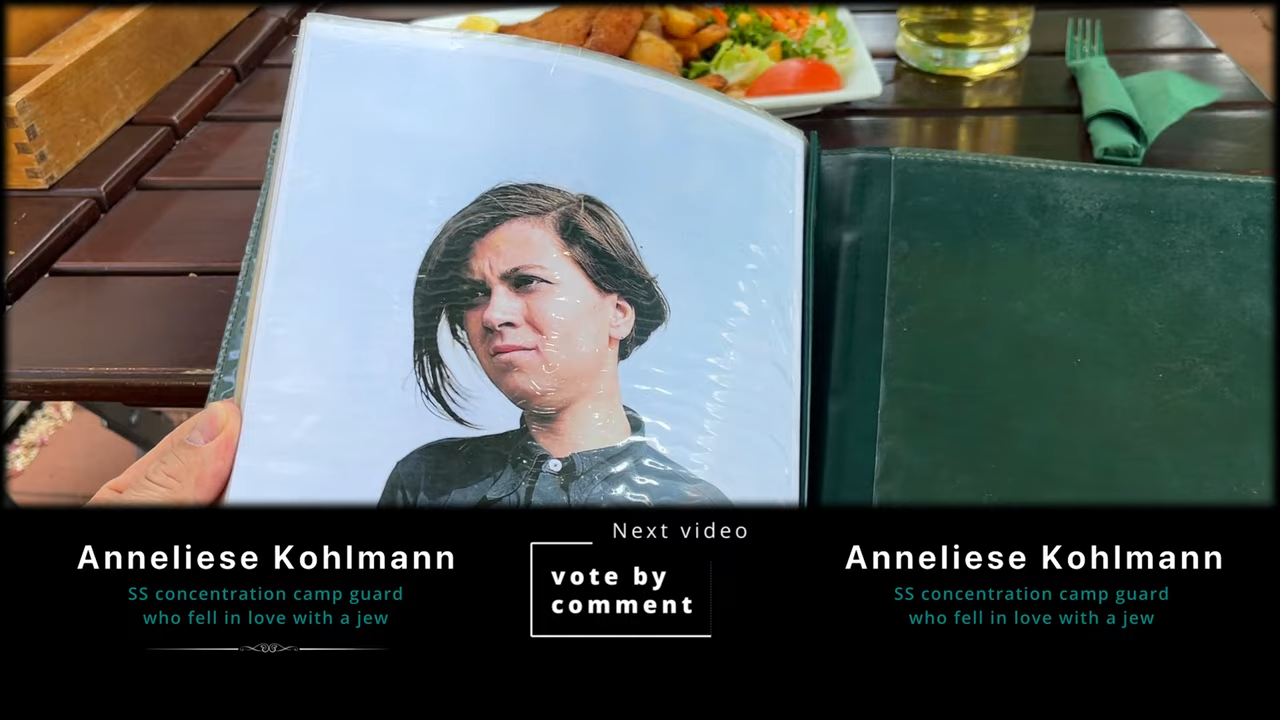 Next video
Anneliese Kohlmann
SS concentration camp guard
who fell in love with a jew
vote by
comment
Anneliese Kohlmann
SS concentration camp guard
who fell in love with a jew